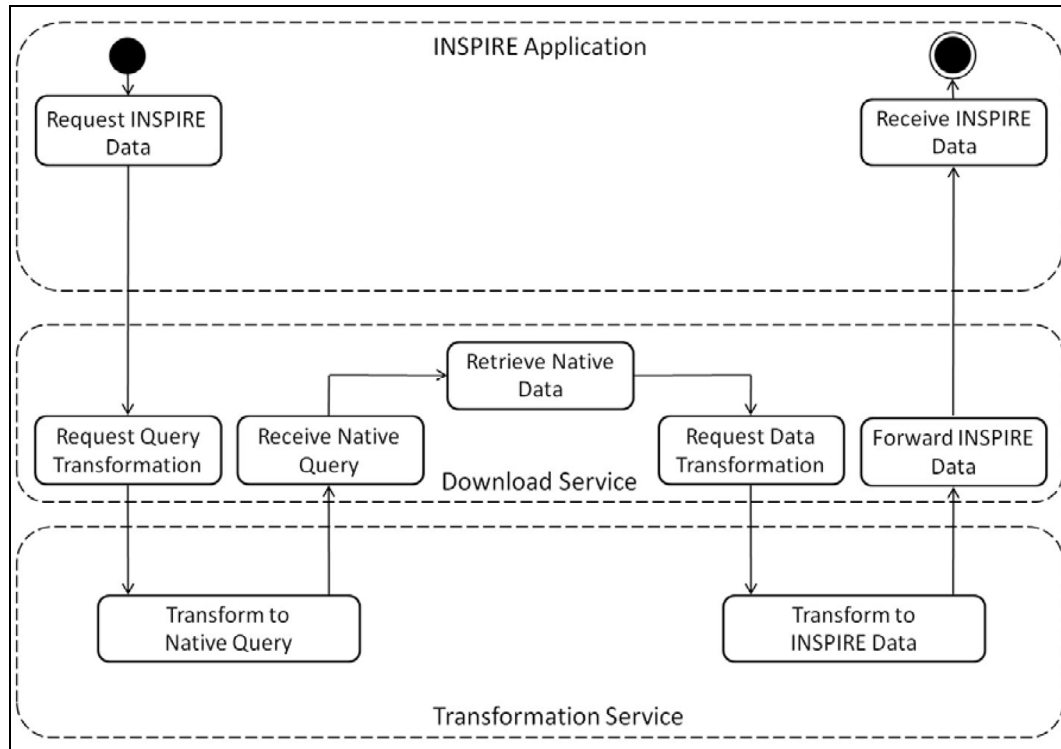 INSPIRE Application
Request INSPIRE
Data
Receive INSPIRE
Data
Retrieve Native
Data
Request Query
Transformation
Receive Native
Query
Request Data
Transformation
Forward INSPIRE
Data
Download Service
Transform to
Native Query
Transform to
INSPIRE Data
Transformation Service